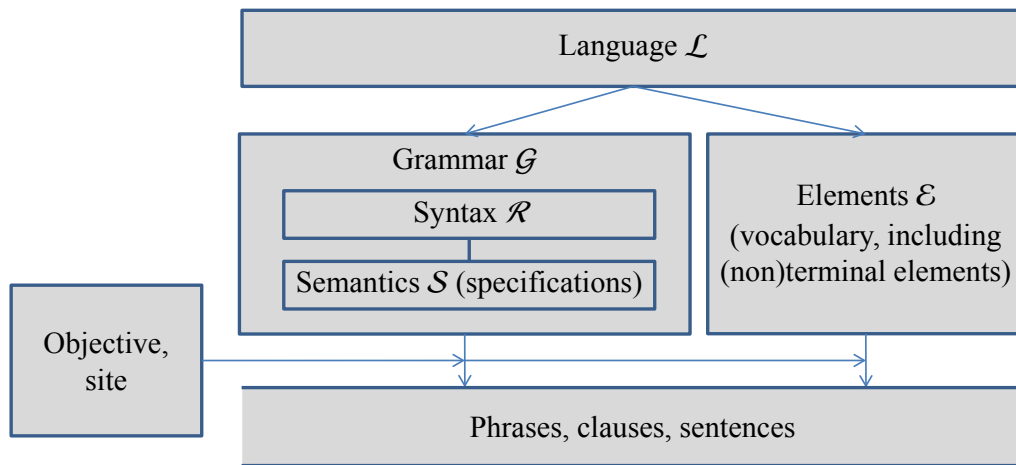 Language ℒ
Grammar 𝒢
Syntax ℛ
Semantics 𝒮 (specifications)
Elements ℰ
(vocabulary, including
(non)terminal elements)
Objective,
site
Phrases, clauses, sentences